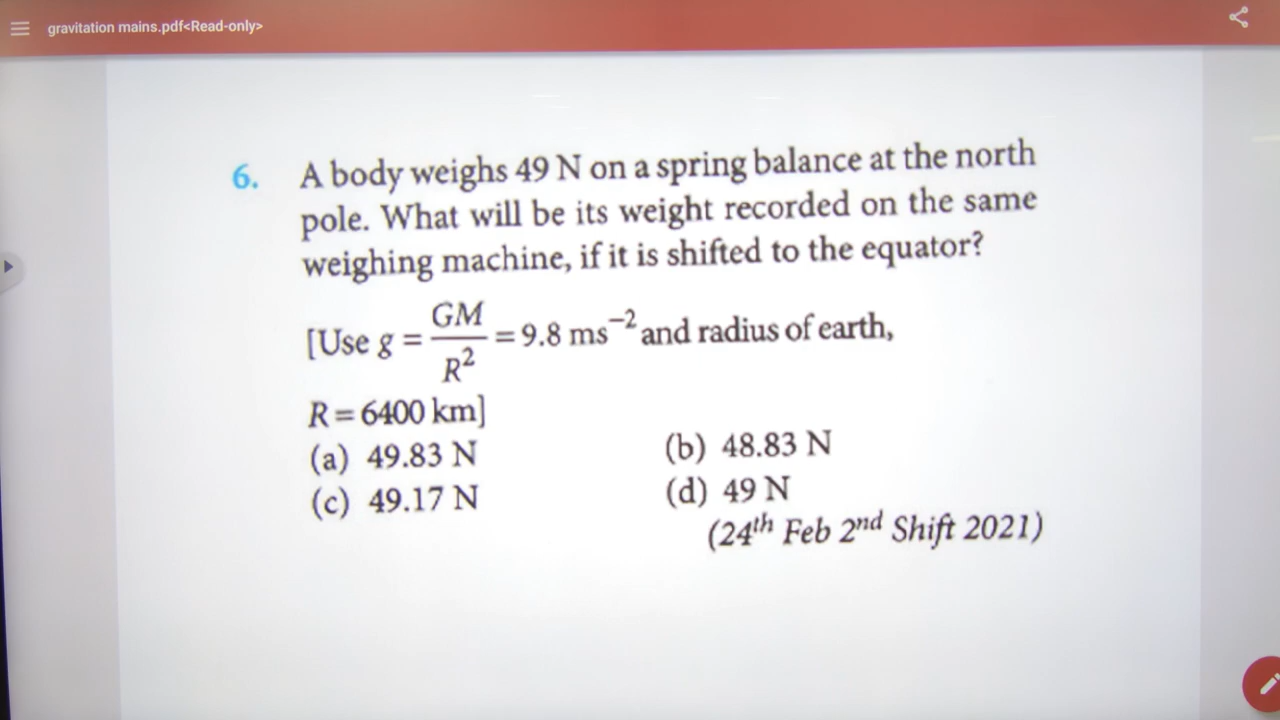 gravitation mains.pdf<Read-only>
6. A body weighs 49 N on a spring balance at the north
pole. What will be its weight recorded on the same
weighing machine, if it is shifted to the equator?
[Use g = GM/R² = 9.8 ms⁻² and radius of earth,
R = 6400 km]
(a) 49.83 N (b) 48.83 N
(c) 49.17 N (d) 49 N
(24th Feb 2nd Shift 2021)